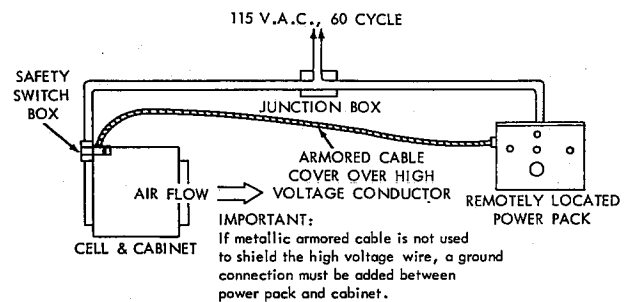 115 V.A.C., 60 CYCLE
SAFETY
SWITCH
BOX
JUNCTION BOX
ARMORED CABLE
COVER OVER HIGH
VOLTAGE CONDUCTOR
AIR FLOW
REMOTELY LOCATED
POWER PACK
CELL & CABINET
IMPORTANT:
If metallic armored cable is not used
to shield the high voltage wire, a ground
connection must be added between
power pack and cabinet.